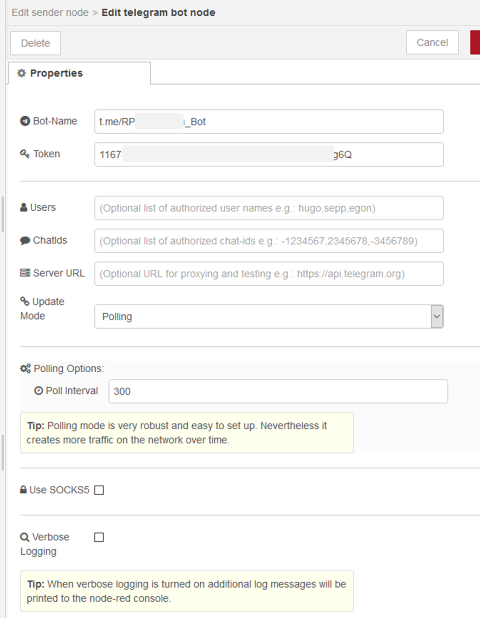 Edit sender node > Edit telegram bot node
Delete
Cancel
Properties
Bot-Name
t.me/RP _Bot
Token
1167 g6Q
Users
(Optional list of authorized user names e.g.: hugo,sepp,egon)
ChatIds
(Optional list of authorized chat-ids e.g.: -1234567,2345678,-3456789)
Server URL
(Optional URL for proxying and testing e.g.: https://api.telegram.org)
Update
Mode
Polling
Polling Options:
Poll Interval
300
Tip: Polling mode is very robust and easy to set up. Nevertheless it
creates more traffic on the network over time.
Use SOCKS5
Verbose
Logging
Tip: When verbose logging is turned on additional log messages will be
printed to the node-red console.